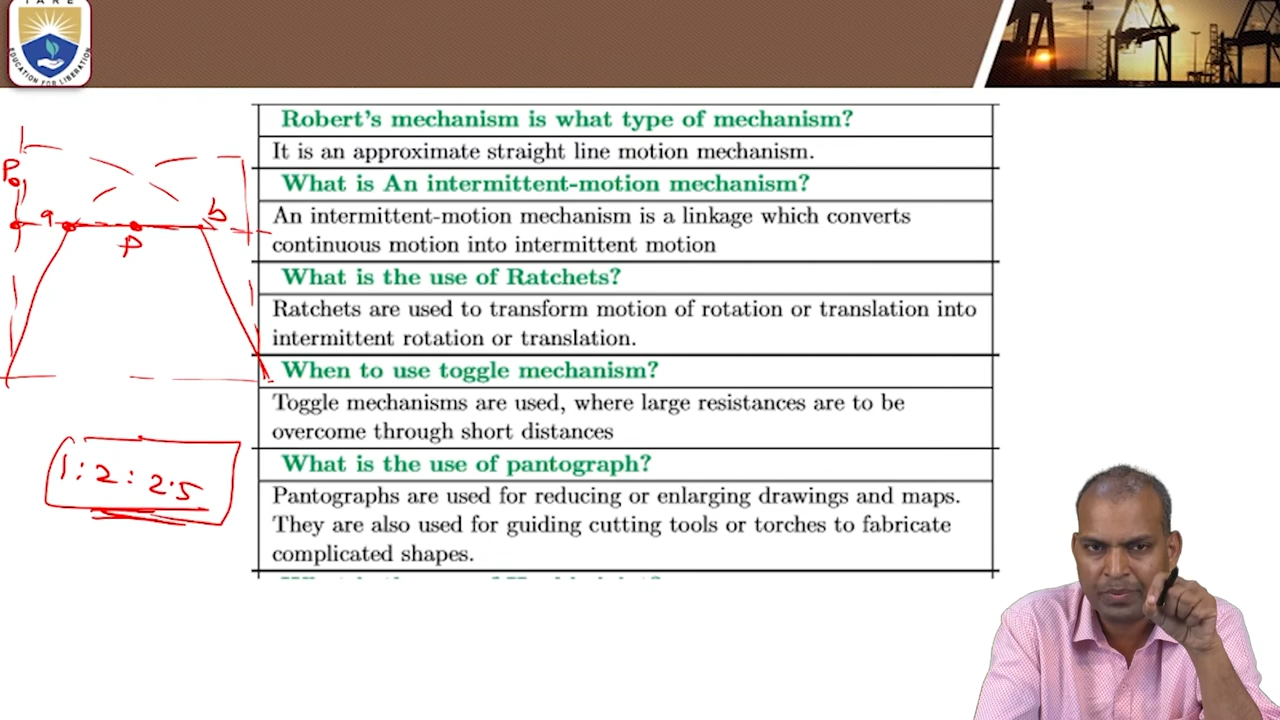 TARE
EDUCATION FOR LIBERATION
Robert's mechanism is what type of mechanism?
It is an approximate straight line motion mechanism.
What is An intermittent-motion mechanism?
An intermittent-motion mechanism is a linkage which converts
continuous motion into intermittent motion
What is the use of Ratchets?
Ratchets are used to transform motion of rotation or translation into
intermittent rotation or translation.
When to use toggle mechanism?
Toggle mechanisms are used, where large resistances are to be
overcome through short distances
What is the use of pantograph?
Pantographs are used for reducing or enlarging drawings and maps.
They are also used for guiding cutting tools or torches to fabricate
complicated shapes.
a
b
P
1 : 2 : 2.5